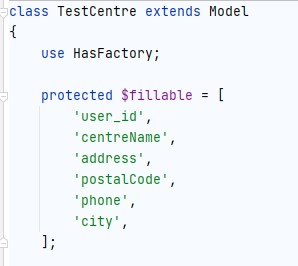 class TestCentre extends Model
{
    use HasFactory;

    protected $fillable = [
        'user_id',
        'centreName',
        'address',
        'postalCode',
        'phone',
        'city',
    ];